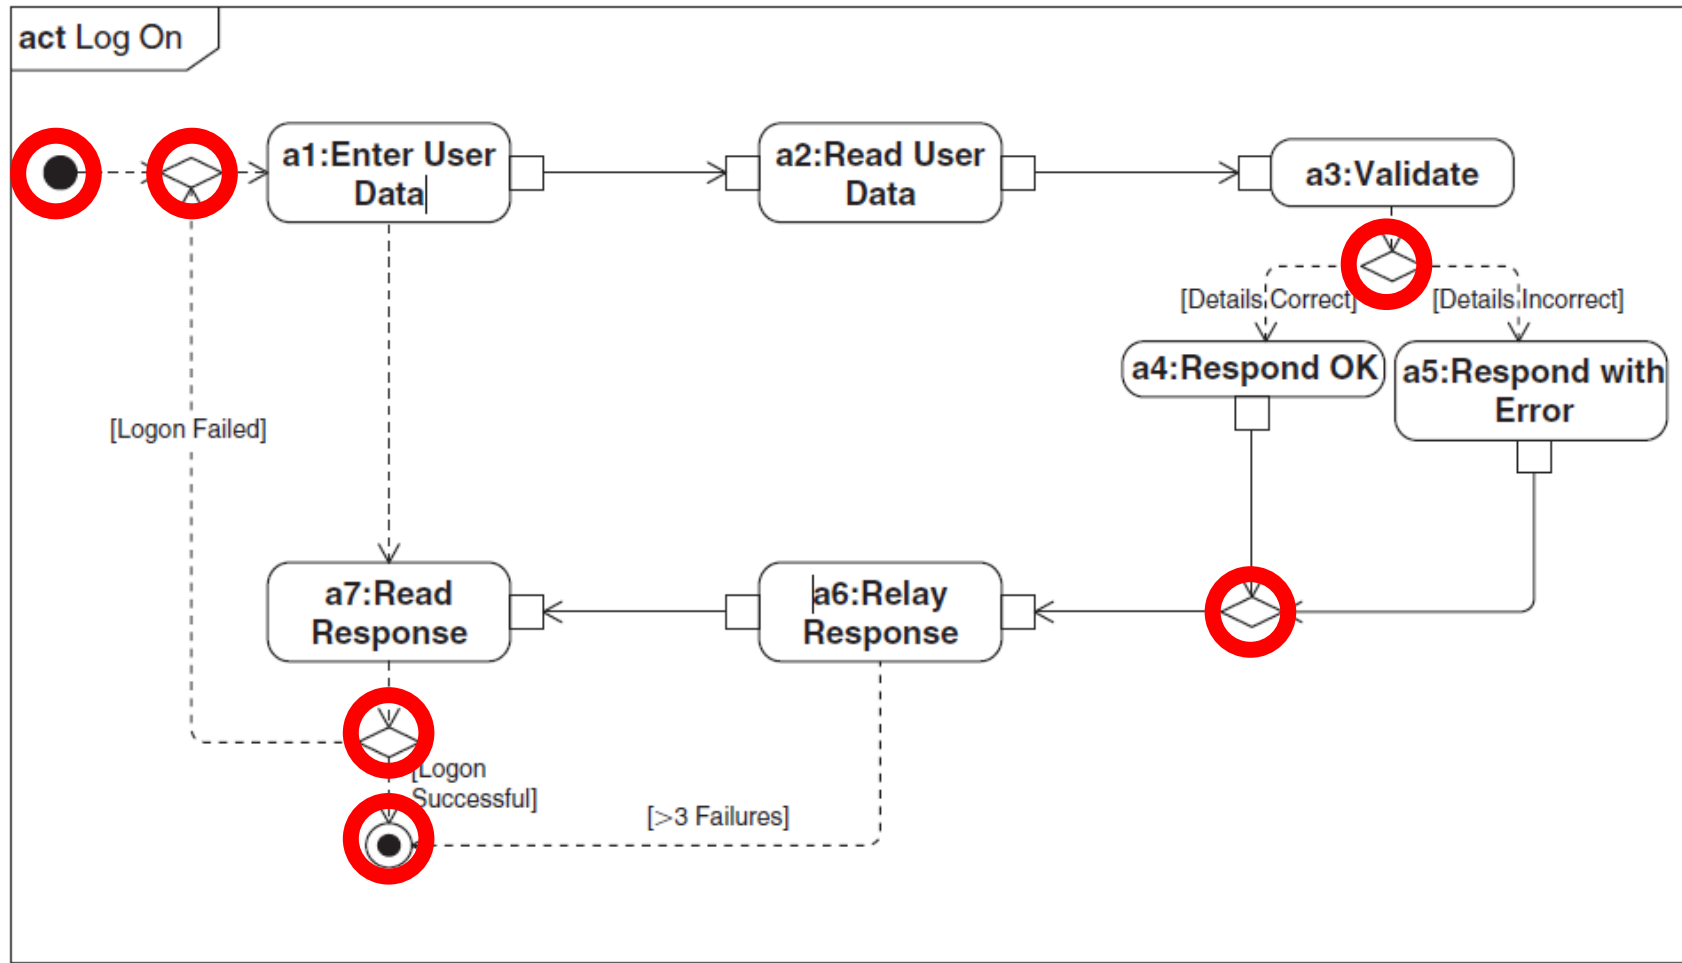 act Log On
a1:Enter User
Data
a2:Read User
Data
a3:Validate
[Details Correct]
[Details Incorrect]
a4:Respond OK
a5:Respond with
Error
[Logon Failed]
a7:Read
Response
a6:Relay
Response
[Logon
Successful]
[>3 Failures]